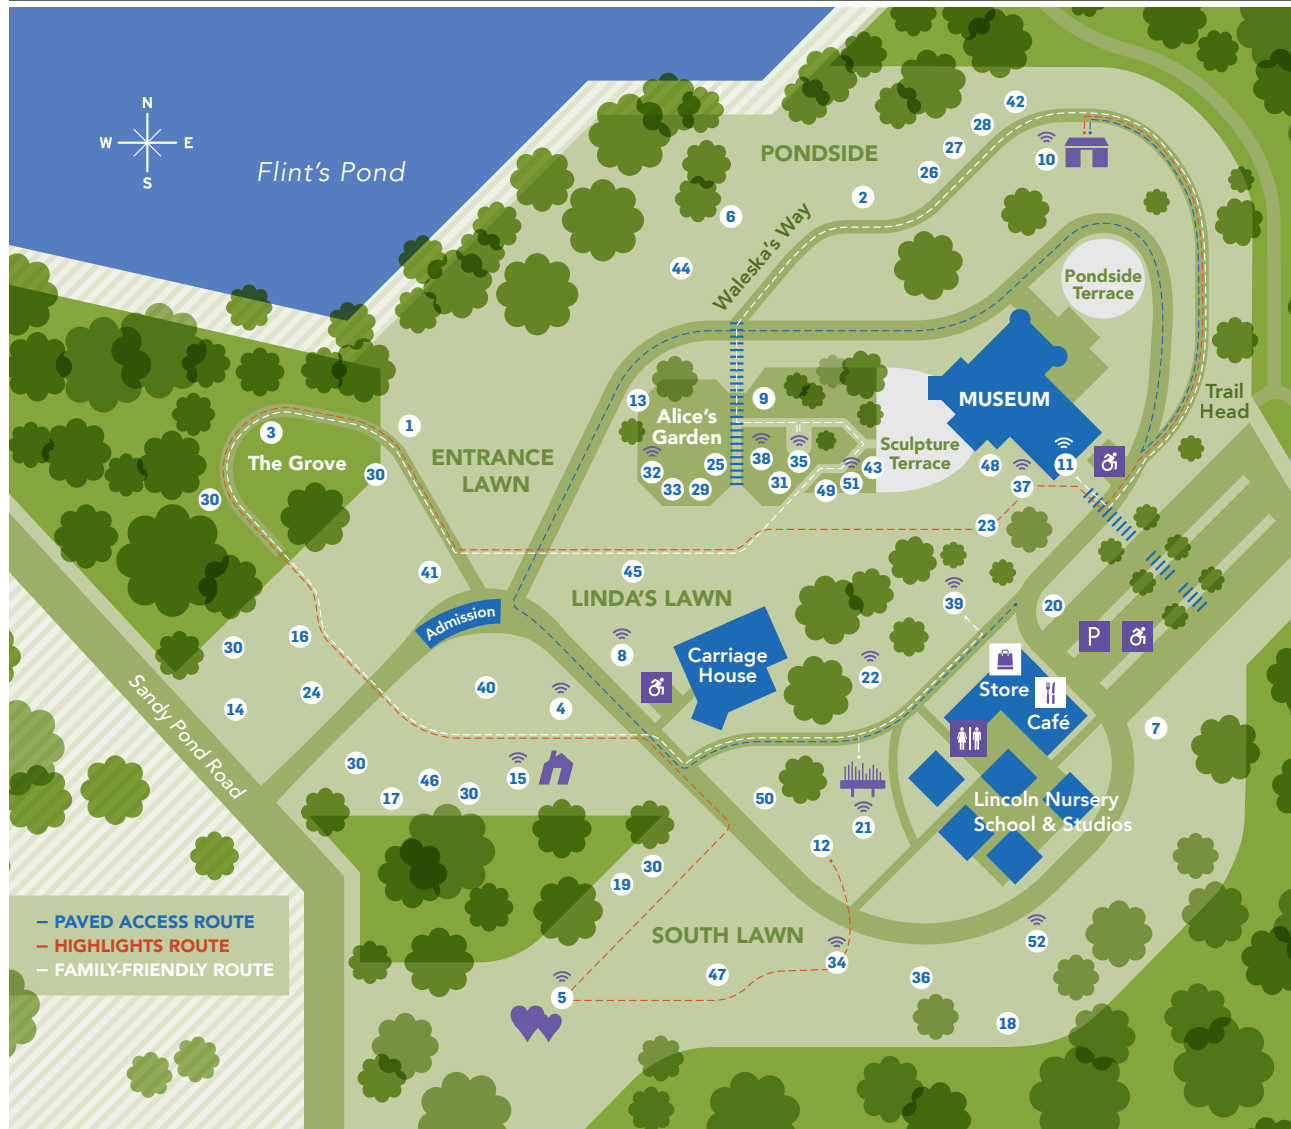 N
W E
S
Flint's Pond
PONDSIDE
42
28
27
10
26
2
6
Waleska's Way
44
Pondside
Terrace
MUSEUM
Trail
Head
13
9
Alice's
Garden
1
3
The Grove
ENTRANCE
LAWN
Sculpture
Terrace
32
25
38
35
43
48
11
30
33
29
31
49
51
37
30
23
41
45
LINDA'S LAWN
39
20
Admission
P
16
30
8
Carriage
House
22
Store
Café
24
14
40
4
7
Sandy Pond Road
30
15
46
30
17
50
Lincoln Nursery
School & Studios
21
12
30
19
– PAVED ACCESS ROUTE
– HIGHLIGHTS ROUTE
– FAMILY-FRIENDLY ROUTE
SOUTH LAWN
52
34
47
36
5
18